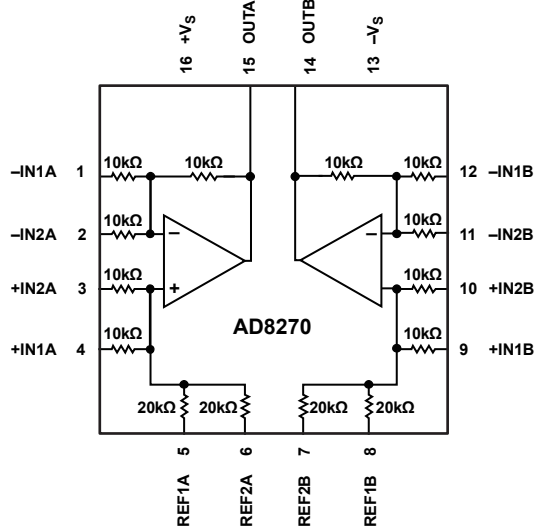 +VS
OUTA
OUTB
–VS
16
15
14
13
–IN1A 1 10kΩ 10kΩ 10kΩ 10kΩ 12 –IN1B
–IN2A 2 10kΩ – – 10kΩ 11 –IN2B
+IN2A 3 10kΩ + 10kΩ 10 +IN2B
AD8270
+IN1A 4 10kΩ 10kΩ 9 +IN1B
20kΩ 20kΩ 20kΩ 20kΩ
5
6
7
8
REF1A
REF2A
REF2B
REF1B